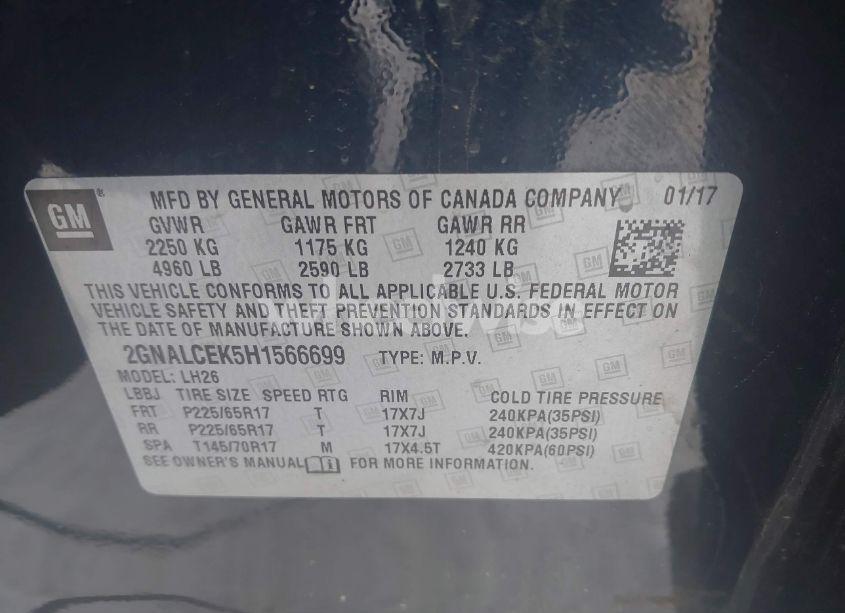 GM ® MFD BY GENERAL MOTORS OF CANADA COMPANY 01/17
GVWR GAWR FRT GAWR RR
2250 KG 1175 KG 1240 KG
4960 LB 2590 LB 2733 LB
THIS VEHICLE CONFORMS TO ALL APPLICABLE U.S. FEDERAL MOTOR
VEHICLE SAFETY AND THEFT PREVENTION STANDARDS IN EFFECT ON
THE DATE OF MANUFACTURE SHOWN ABOVE.
2GNALCEK5H1566699 TYPE: M.P.V.
MODEL: LH26
LBBJ TIRE SIZE SPEED RTG RIM COLD TIRE PRESSURE
FRT P225/65R17 T 17X7J 240KPA(35PSI)
RR P225/65R17 T 17X7J 240KPA(35PSI)
SPA T145/70R17 M 17X4.5T 420KPA(60PSI)
SEE OWNER'S MANUAL FOR MORE INFORMATION.